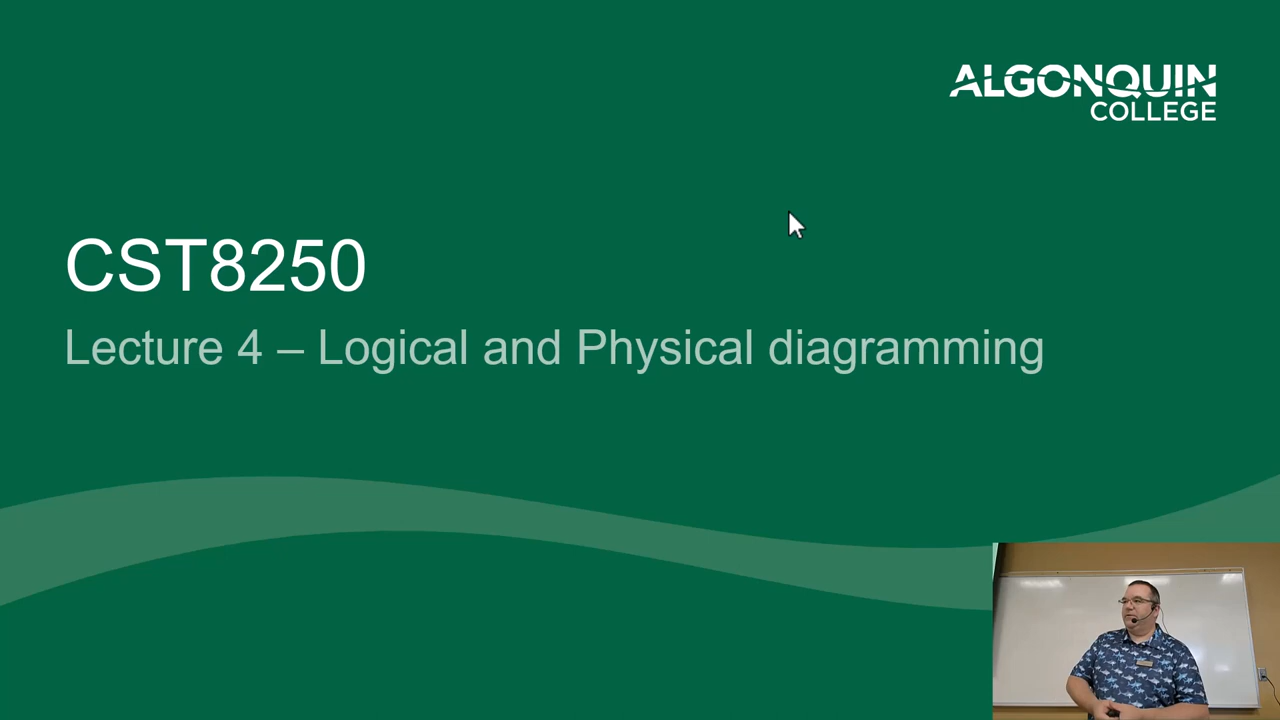 ALGONQUIN
COLLEGE
CST8250
Lecture 4 – Logical and Physical diagramming